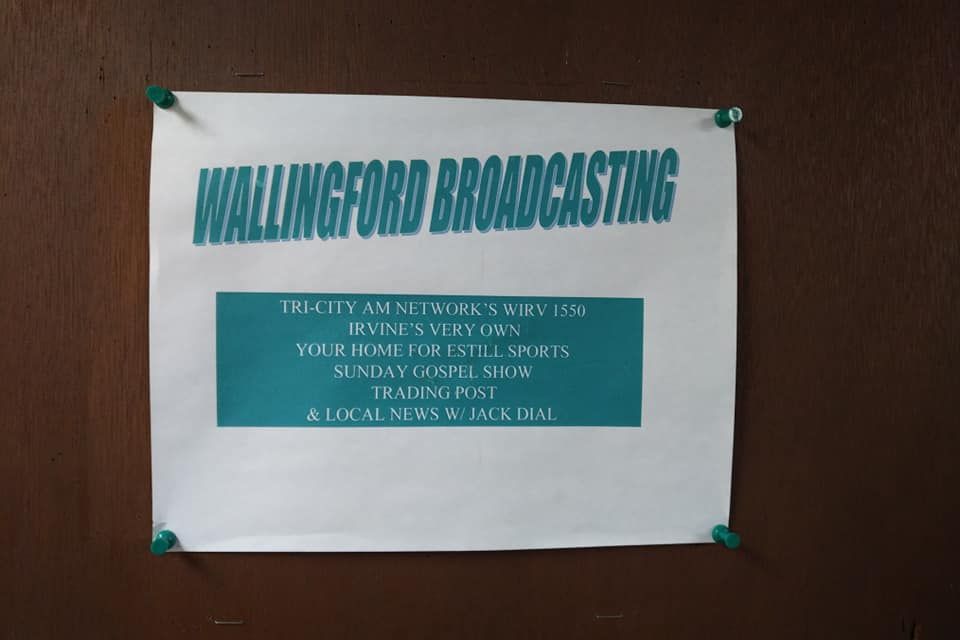 WALLINGFORD BROADCASTING
TRI-CITY AM NETWORK'S WIRV 1550
IRVINE'S VERY OWN
YOUR HOME FOR ESTILL SPORTS
SUNDAY GOSPEL SHOW
TRADING POST
& LOCAL NEWS W/ JACK DIAL